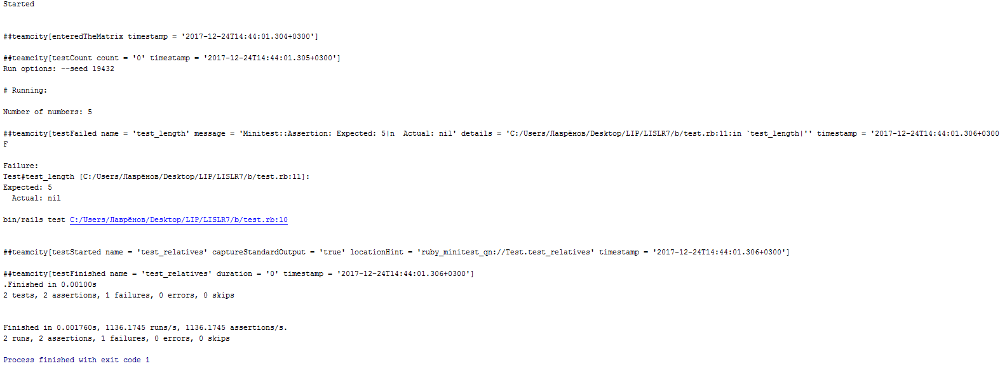 Started
##teamcity[enteredTheMatrix timestamp = '2017-12-24T14:44:01.304+0300']
##teamcity[testCount count = '0' timestamp = '2017-12-24T14:44:01.305+0300']
Run options: --seed 19432
# Running:
Number of numbers: 5
##teamcity[testFailed name = 'test_length' message = 'Minitest::Assertion: Expected: 5|n  Actual: nil' details = 'C:/Users/Лаврёнов/Desktop/LIP/LISLR7/b/test.rb:11:in `test_length|'' timestamp = '2017-12-24T14:44:01.306+0300
F
Failure:
Test#test_length [C:/Users/Лаврёнов/Desktop/LIP/LISLR7/b/test.rb:11]:
Expected: 5
  Actual: nil
bin/rails test C:/Users/Лаврёнов/Desktop/LIP/LISLR7/b/test.rb:10
##teamcity[testStarted name = 'test_relatives' captureStandardOutput = 'true' locationHint = 'ruby_minitest_qn://Test.test_relatives' timestamp = '2017-12-24T14:44:01.306+0300']
##teamcity[testFinished name = 'test_relatives' duration = '0' timestamp = '2017-12-24T14:44:01.306+0300']
.Finished in 0.00100s
2 tests, 2 assertions, 1 failures, 0 errors, 0 skips
Finished in 0.001760s, 1136.1745 runs/s, 1136.1745 assertions/s.
2 runs, 2 assertions, 1 failures, 0 errors, 0 skips
Process finished with exit code 1